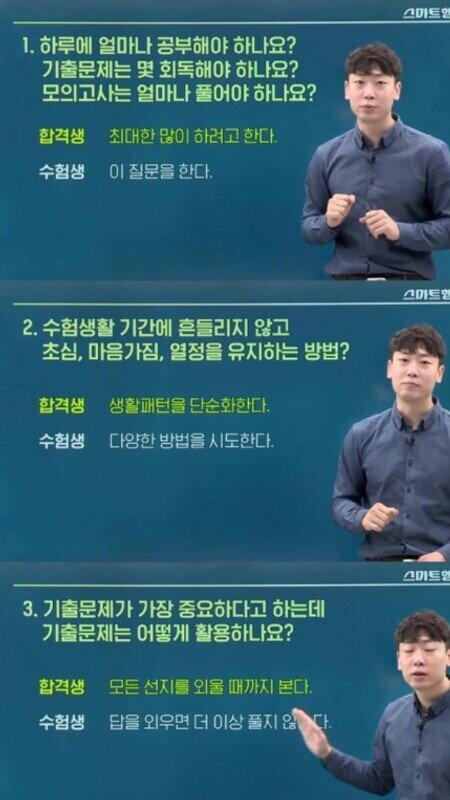 스마트
1. 하루에 얼마나 공부해야 하나요?
기출문제는 몇 회독해야 하나요?
모의고사는 얼마나 풀어야 하나요?
합격생 최대한 많이 하려고 한다.
수험생 이 질문을 한다.
스마트
2. 수험생활 기간에 흔들리지 않고
초심, 마음가짐, 열정을 유지하는 방법?
합격생 생활패턴을 단순화한다.
수험생 다양한 방법을 시도한다.
스마트
3. 기출문제가 가장 중요하다고 하는데
기출문제는 어떻게 활용하나요?
합격생 모든 선지를 외울 때까지 본다.
수험생 답을 외우면 더 이상 풀지 않